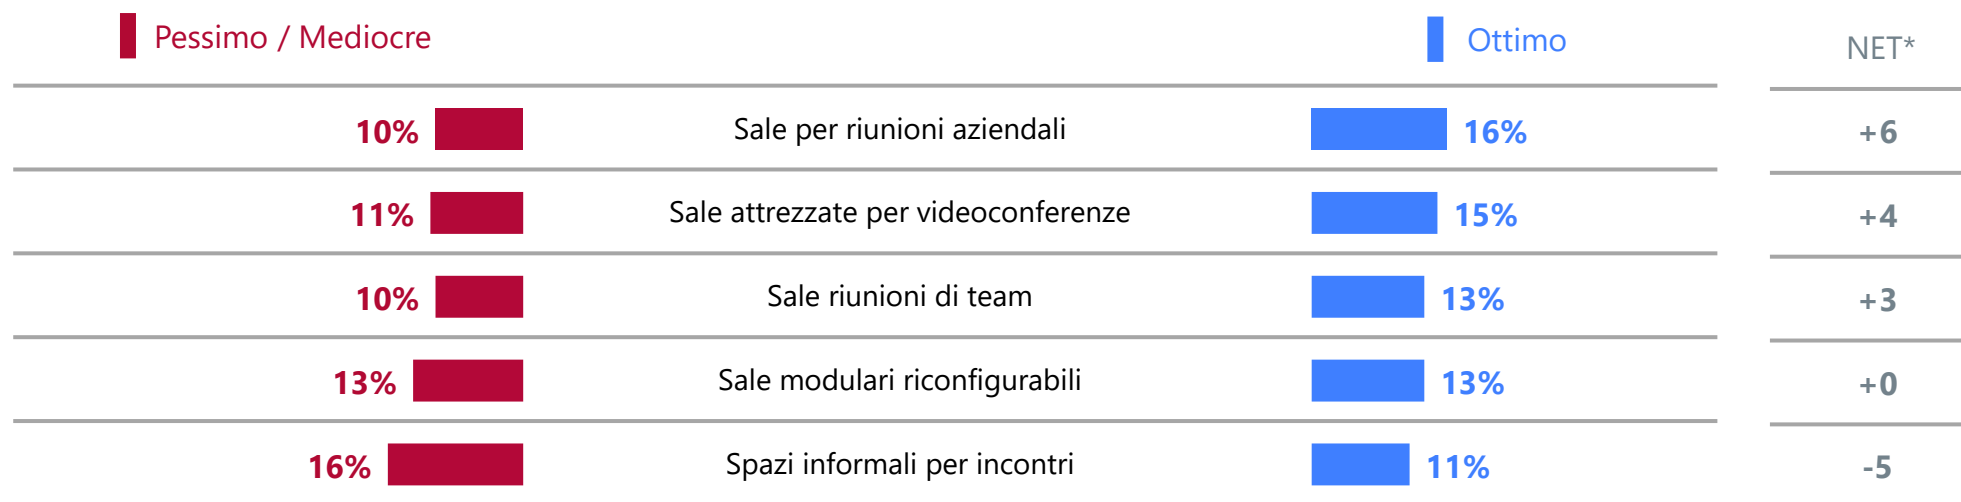 Pessimo / Mediocre Ottimo NET*
10% Sale per riunioni aziendali 16% +6
11% Sale attrezzate per videoconferenze 15% +4
10% Sale riunioni di team 13% +3
13% Sale modulari riconfigurabili 13% +0
16% Spazi informali per incontri 11% -5